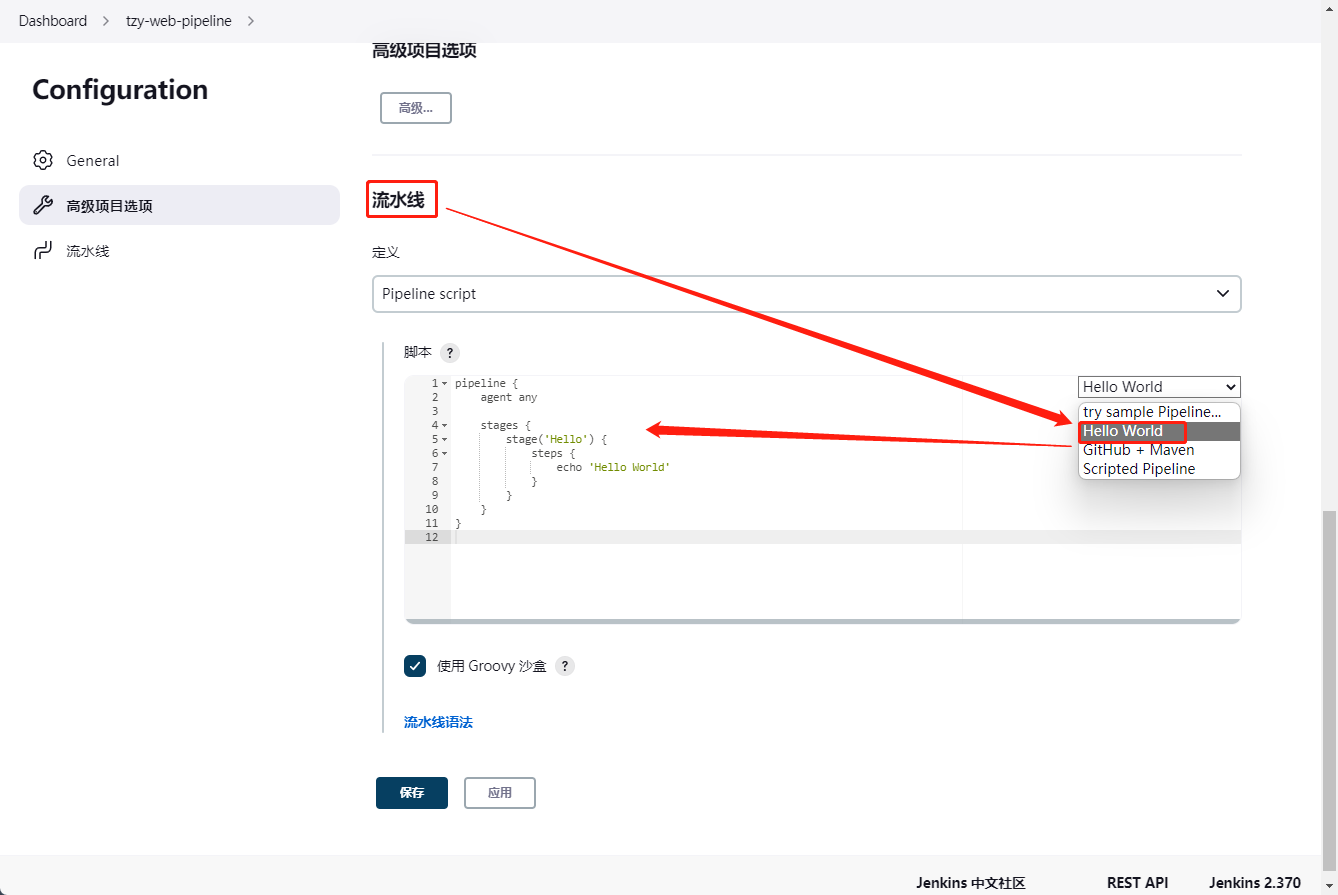 Dashboard > tzy-web-pipeline >
高级项目选项
Configuration
高级...
General
高级项目选项
流水线
流水线
定义
Pipeline script
脚本 ?
1 pipeline {
2     agent any
3
4     stages {
5         stage('Hello') {
6             steps {
7                 echo 'Hello World'
8             }
9         }
10     }
11 }
12
Hello World
try sample Pipeline...
Hello World
GitHub + Maven
Scripted Pipeline
使用 Groovy 沙盒 ?
流水线语法
保存 应用
Jenkins 中文社区 REST API Jenkins 2.370